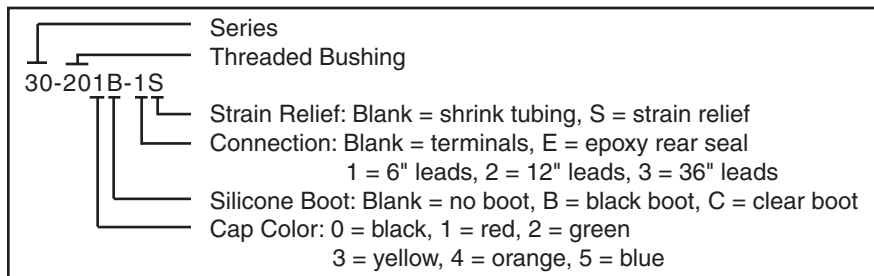 Series
Threaded Bushing
30-201B-1S
Strain Relief: Blank = shrink tubing, S = strain relief
Connection: Blank = terminals, E = epoxy rear seal
1 = 6" leads, 2 = 12" leads, 3 = 36" leads
Silicone Boot: Blank = no boot, B = black boot, C = clear boot
Cap Color: 0 = black, 1 = red, 2 = green
3 = yellow, 4 = orange, 5 = blue